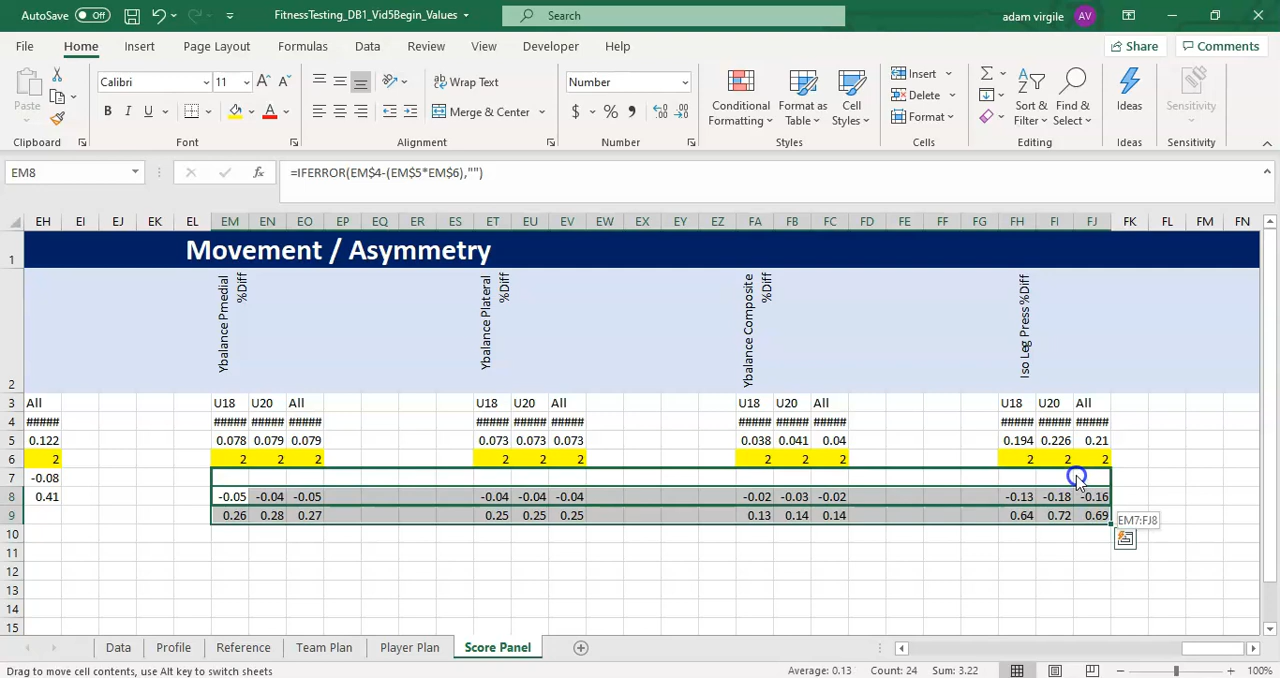 AutoSave Off FitnessTesting_DB1_Vid5Begin_Values Search adam virgile AV
File Home Insert Page Layout Formulas Data Review View Developer Help Share Comments
Paste Calibri 11 A A Wrap Text Number Conditional Formatting Format as Table Cell Styles Insert Delete Format Sort & Filter Find & Select Ideas Sensitivity
B I U A Merge & Center $ % ,
Clipboard Font Alignment Number Styles Cells Editing Ideas Sensitivity
EM8 fx =IFERROR(EM$4-(EM$5*EM$6),"")
EH EI EJ EK EL EM EN EO EP EQ ER ES ET EU EV EW EX EY EZ FA FB FC FD FE FF FG FH FI FJ FK FL FM FN
1 Movement / Asymmetry
2 Ybalance Pmedial %Diff Ybalance Plateral %Diff Ybalance Composite %Diff Iso Leg Press %Diff
3 All U18 U20 All U18 U20 All U18 U20 All U18 U20 All
4 ##### ##### ##### ##### ##### ##### ##### ##### ##### ##### ##### ##### #####
5 0.122 0.078 0.079 0.079 0.073 0.073 0.073 0.038 0.041 0.04 0.194 0.226 0.21
6 2 2 2 2 2 2 2 2 2 2 2 2 2
7 -0.08
8 0.41 -0.05 -0.04 -0.05 -0.04 -0.04 -0.04 -0.02 -0.03 -0.02 -0.13 -0.18 -0.16
9 0.26 0.28 0.27 0.25 0.25 0.25 0.13 0.14 0.14 0.64 0.72 0.69
EM7:FJ8
10
11
12
13
14
15
Data Profile Reference Team Plan Player Plan Score Panel
Drag to move cell contents, use Alt key to switch sheets Average: 0.13 Count: 24 Sum: 3.22 100%